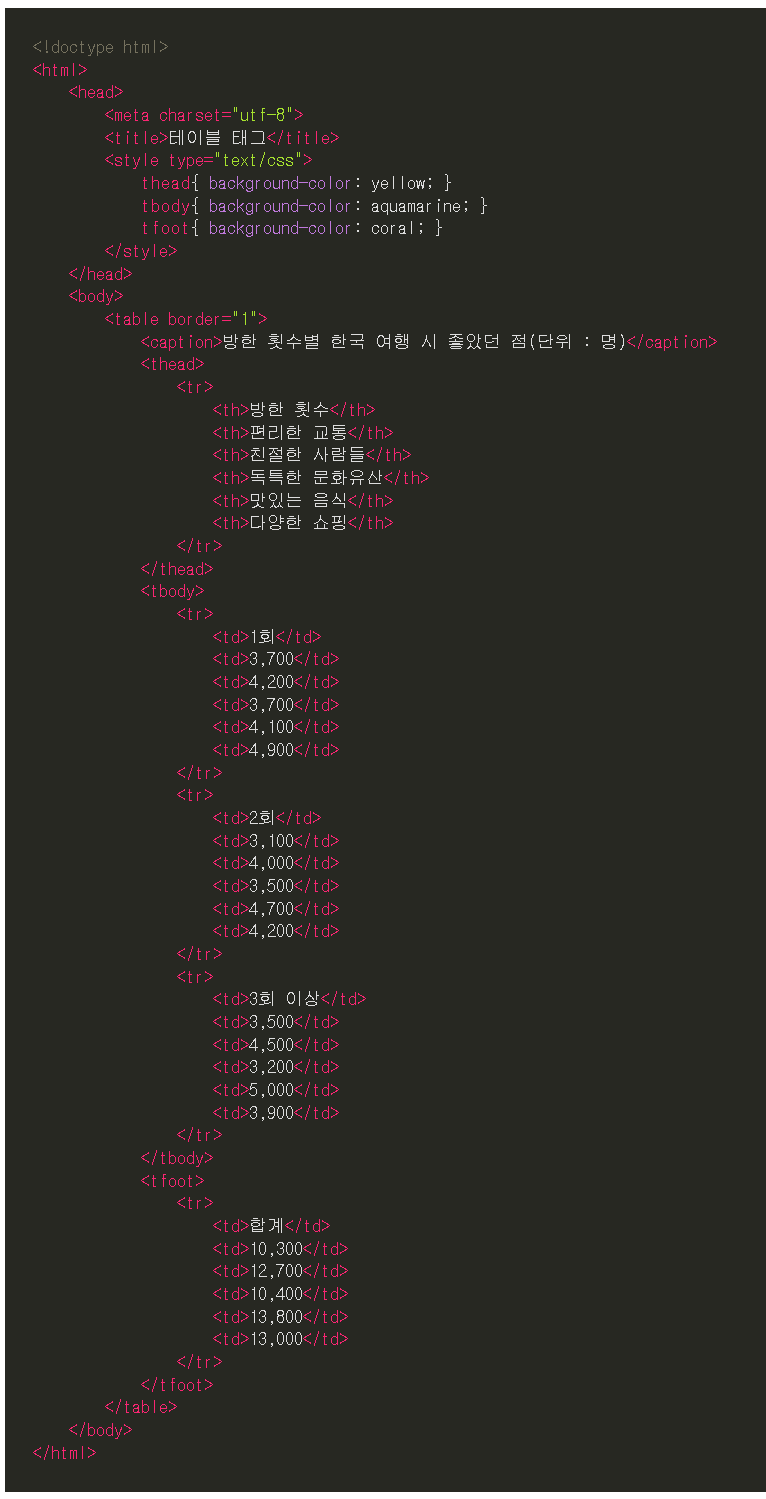 <!doctype html>
<html>
    <head>
        <meta charset="utf-8">
        <title>테이블 태그</title>
        <style type="text/css">
            thead{ background-color: yellow; }
            tbody{ background-color: aquamarine; }
            tfoot{ background-color: coral; }
        </style>
    </head>
    <body>
        <table border="1">
            <caption>방한 횟수별 한국 여행 시 좋았던 점(단위 : 명)</caption>
            <thead>
                <tr>
                    <th>방한 횟수</th>
                    <th>편리한 교통</th>
                    <th>친절한 사람들</th>
                    <th>독특한 문화유산</th>
                    <th>맛있는 음식</th>
                    <th>다양한 쇼핑</th>
                </tr>
            </thead>
            <tbody>
                <tr>
                    <td>1회</td>
                    <td>3,700</td>
                    <td>4,200</td>
                    <td>3,700</td>
                    <td>4,100</td>
                    <td>4,900</td>
                </tr>
                <tr>
                    <td>2회</td>
                    <td>3,100</td>
                    <td>4,000</td>
                    <td>3,500</td>
                    <td>4,700</td>
                    <td>4,200</td>
                </tr>
                <tr>
                    <td>3회 이상</td>
                    <td>3,500</td>
                    <td>4,500</td>
                    <td>3,200</td>
                    <td>5,000</td>
                    <td>3,900</td>
                </tr>
            </tbody>
            <tfoot>
                <tr>
                    <td>합계</td>
                    <td>10,300</td>
                    <td>12,700</td>
                    <td>10,400</td>
                    <td>13,800</td>
                    <td>13,000</td>
                </tr>
            </tfoot>
        </table>
    </body>
</html>